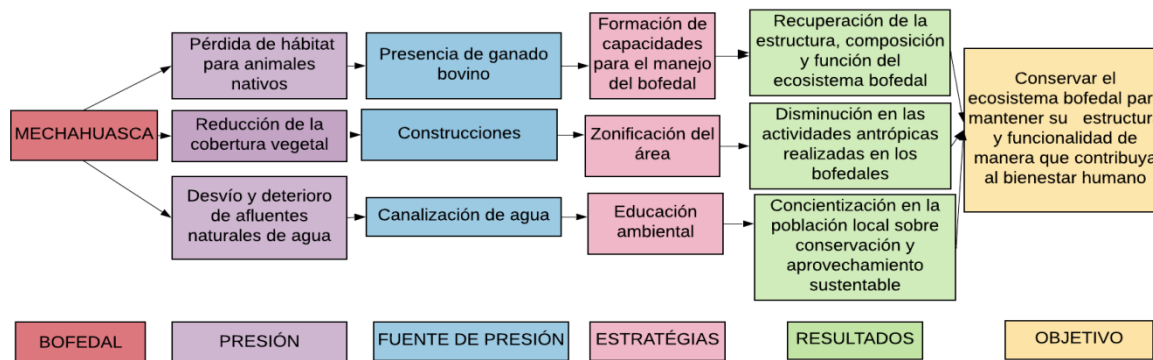 Pérdida de hábitat
para animales
nativos
Presencia de ganado
bovino
Formación de
capacidades
para el manejo
del bofedal
Recuperación de la
estructura, composición
y función del
ecosistema bofedal
MECHAHUASCA
Reducción de la
cobertura vegetal
Construcciones
Zonificación del
área
Disminución en las
actividades antrópicas
realizadas en los
bofedales
Conservar el
ecosistema bofedal para
mantener su estructura
y funcionalidad de
manera que contribuya
al bienestar humano
Desvío y deterioro
de afluentes
naturales de agua
Canalización de agua
Educación
ambiental
Concientización en la
población local sobre
conservación y
aprovechamiento
sustentable
BOFEDAL
PRESIÓN
FUENTE DE PRESIÓN
ESTRATÉGIAS
RESULTADOS
OBJETIVO